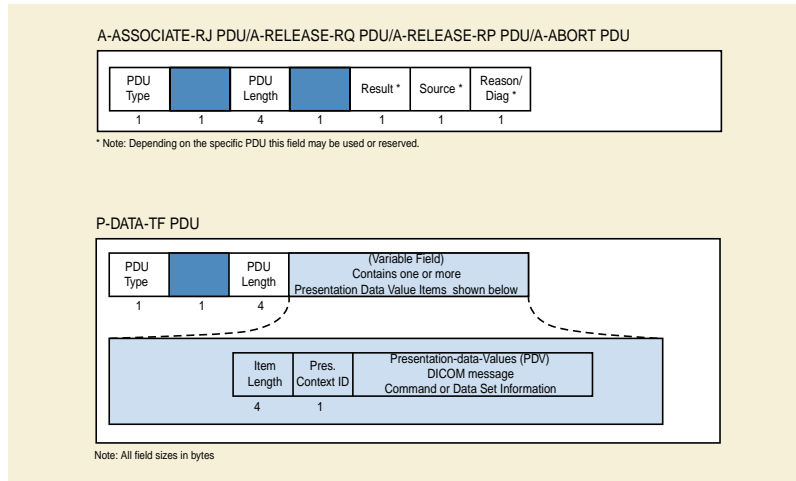 A-ASSOCIATE-RJ PDU/A-RELEASE-RQ PDU/A-RELEASE-RP PDU/A-ABORT PDU
PDU
Type
PDU
Length
Result *
Source *
Reason/
Diag *
1 1 4 1 1 1 1
* Note: Depending on the specific PDU this field may be used or reserved.
P-DATA-TF PDU
PDU
Type
PDU
Length
(Variable Field)
Contains one or more
Presentation Data Value Items shown below
1 1 4
Item
Length
Pres.
Context ID
Presentation-data-Values (PDV)
DICOM message
Command or Data Set Information
4 1
Note: All field sizes in bytes